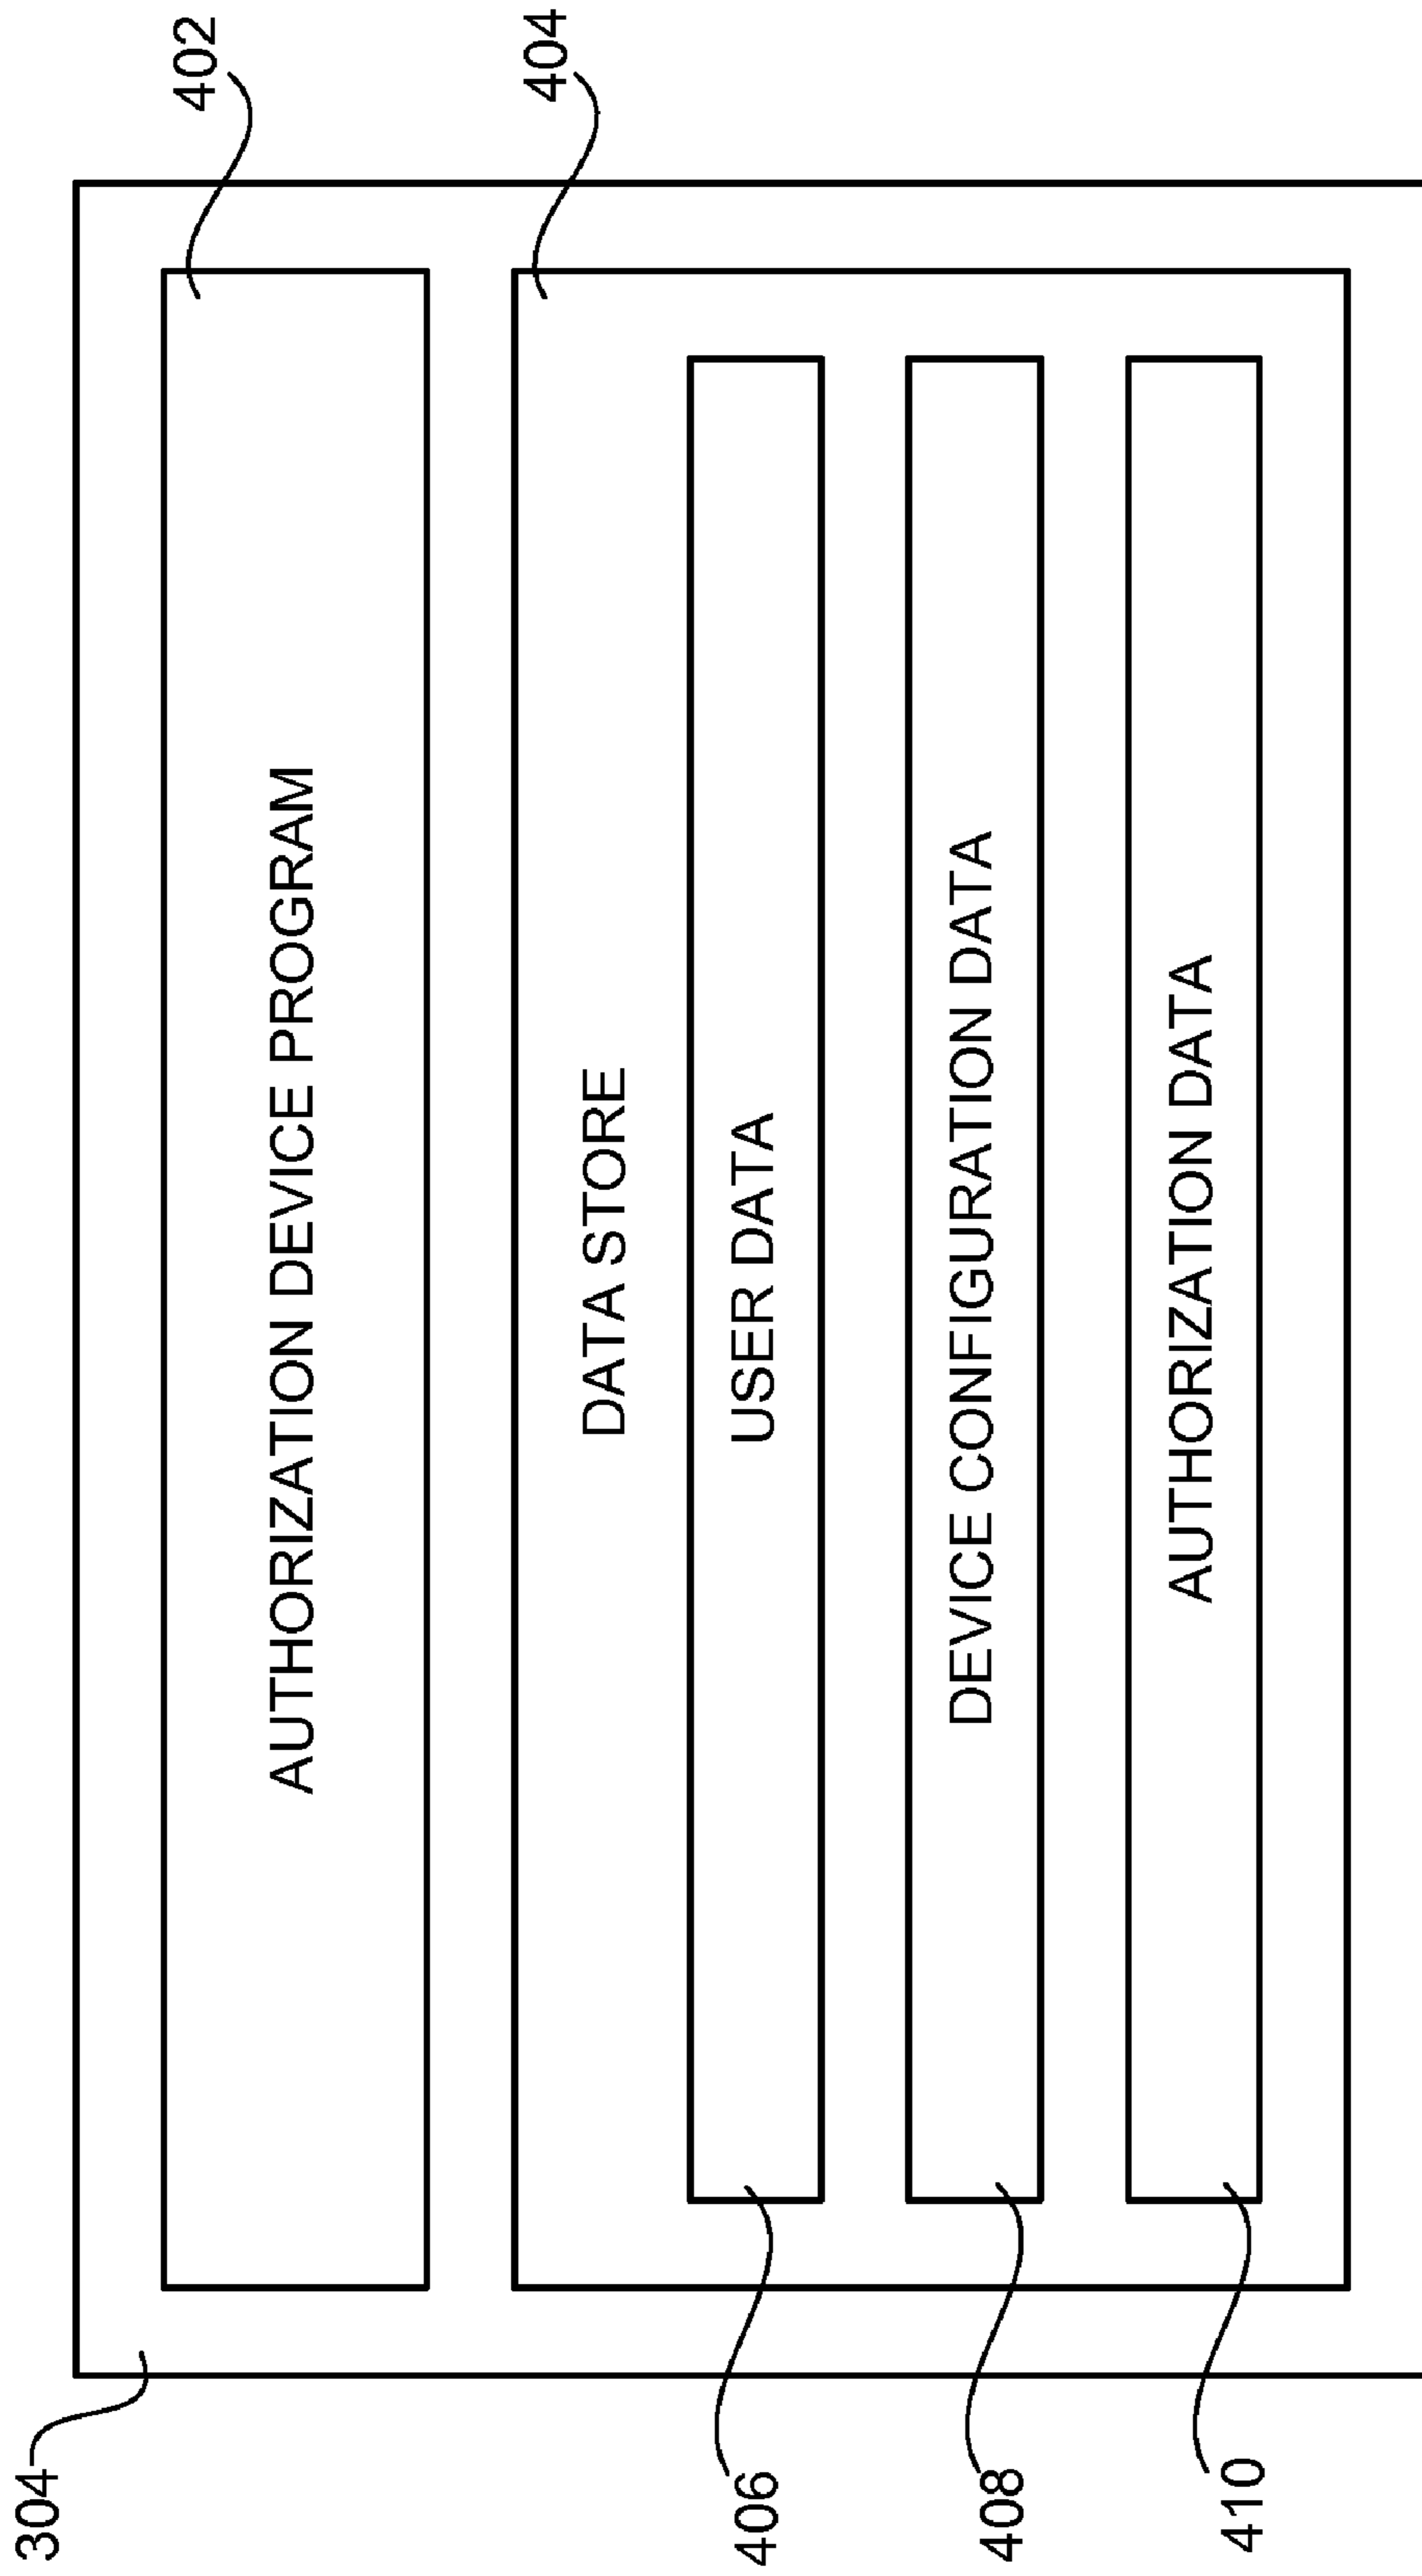 304
402
AUTHORIZATION DEVICE PROGRAM
404
DATA STORE
406
USER DATA
408
DEVICE CONFIGURATION DATA
410
AUTHORIZATION DATA